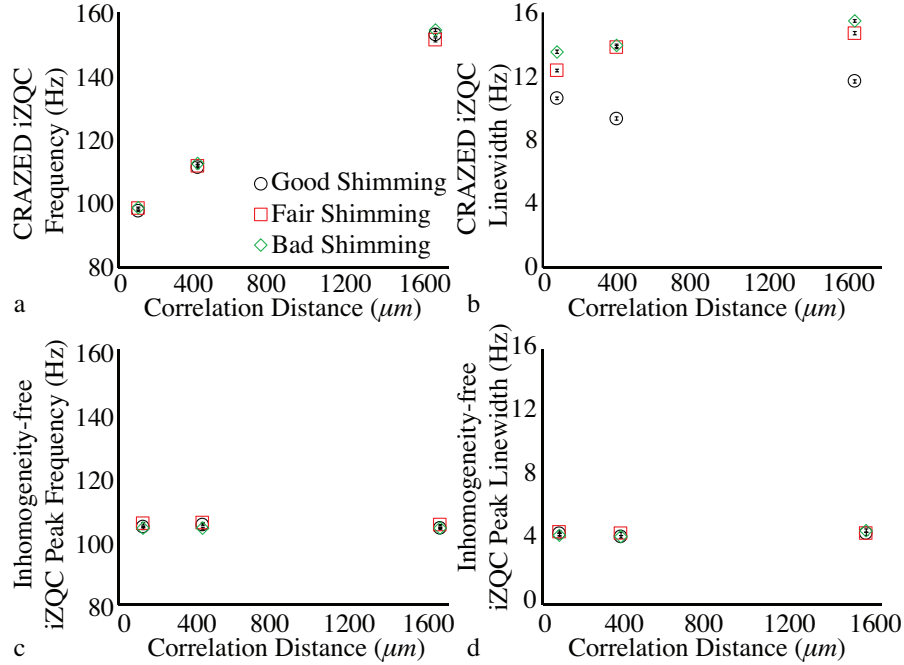 CRAZED iZQC
Frequency (Hz)
160
140
120
100
80
0 400 800 1200 1600
Correlation Distance (μm)
a
Good Shimming
Fair Shimming
Bad Shimming
CRAZED iZQC
Linewidth (Hz)
16
12
8
4
0
0 400 800 1200 1600
Correlation Distance (μm)
b
Inhomogeneity-free
iZQC Peak Frequency (Hz)
160
140
120
100
80
0 400 800 1200 1600
Correlation Distance (μm)
c
Inhomogeneity-free
iZQC Peak Linewidth (Hz)
16
12
8
4
0
0 400 800 1200 1600
Correlation Distance (μm)
d